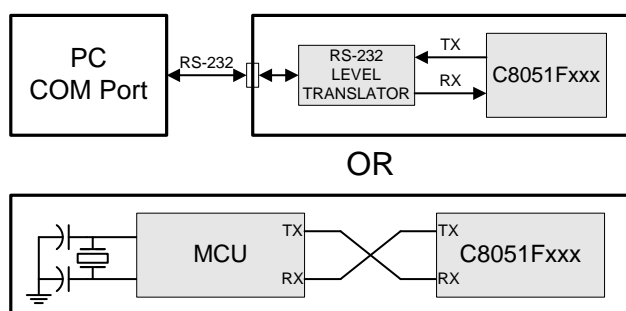 PC
COM Port
RS-232
RS-232
LEVEL
TRANSLATOR
TX
RX
C8051Fxxx
OR
MCU
TX
RX
TX
RX
C8051Fxxx